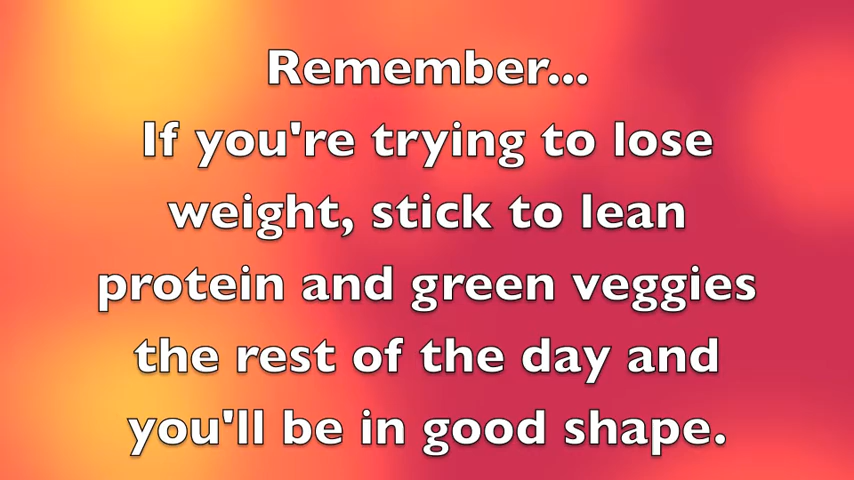 Remember...
If you're trying to lose
weight, stick to lean
protein and green veggies
the rest of the day and
you'll be in good shape.